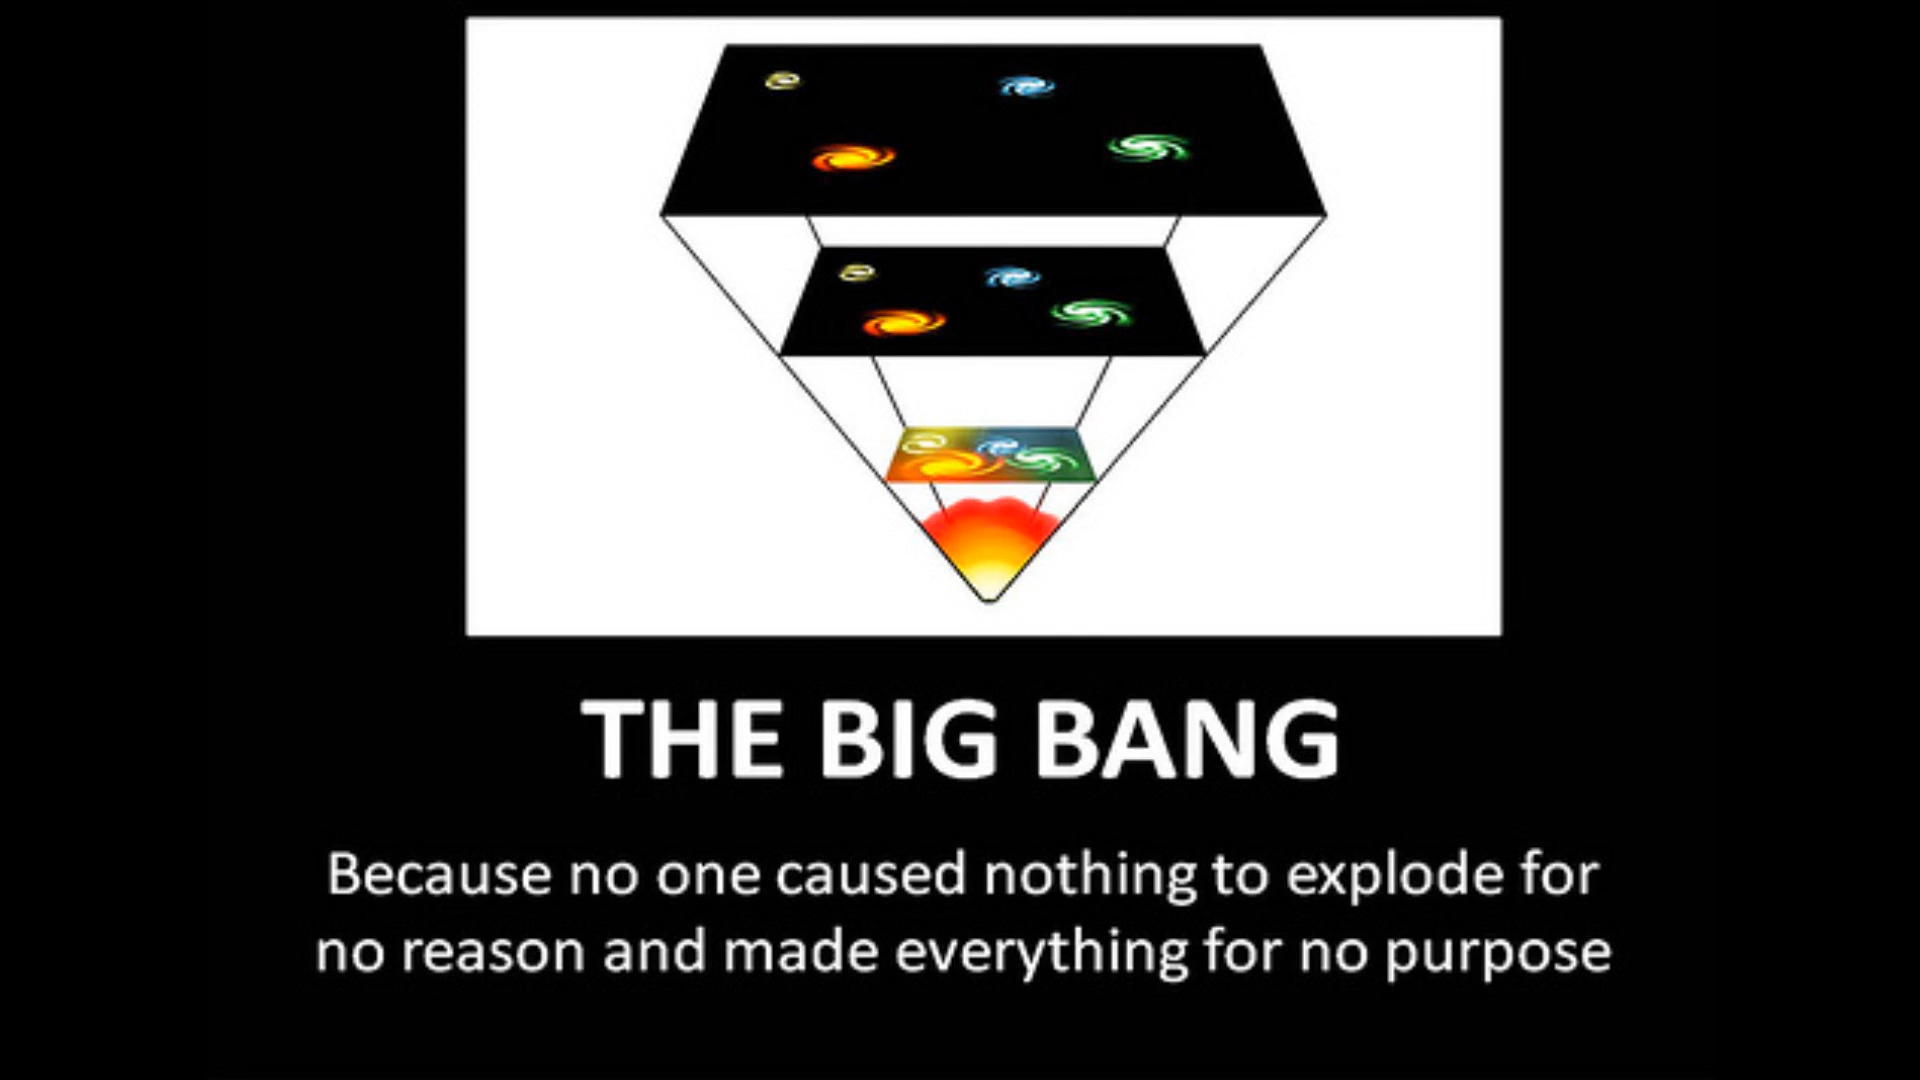 THE BIG BANG
Because no one caused nothing to explode for
no reason and made everything for no purpose